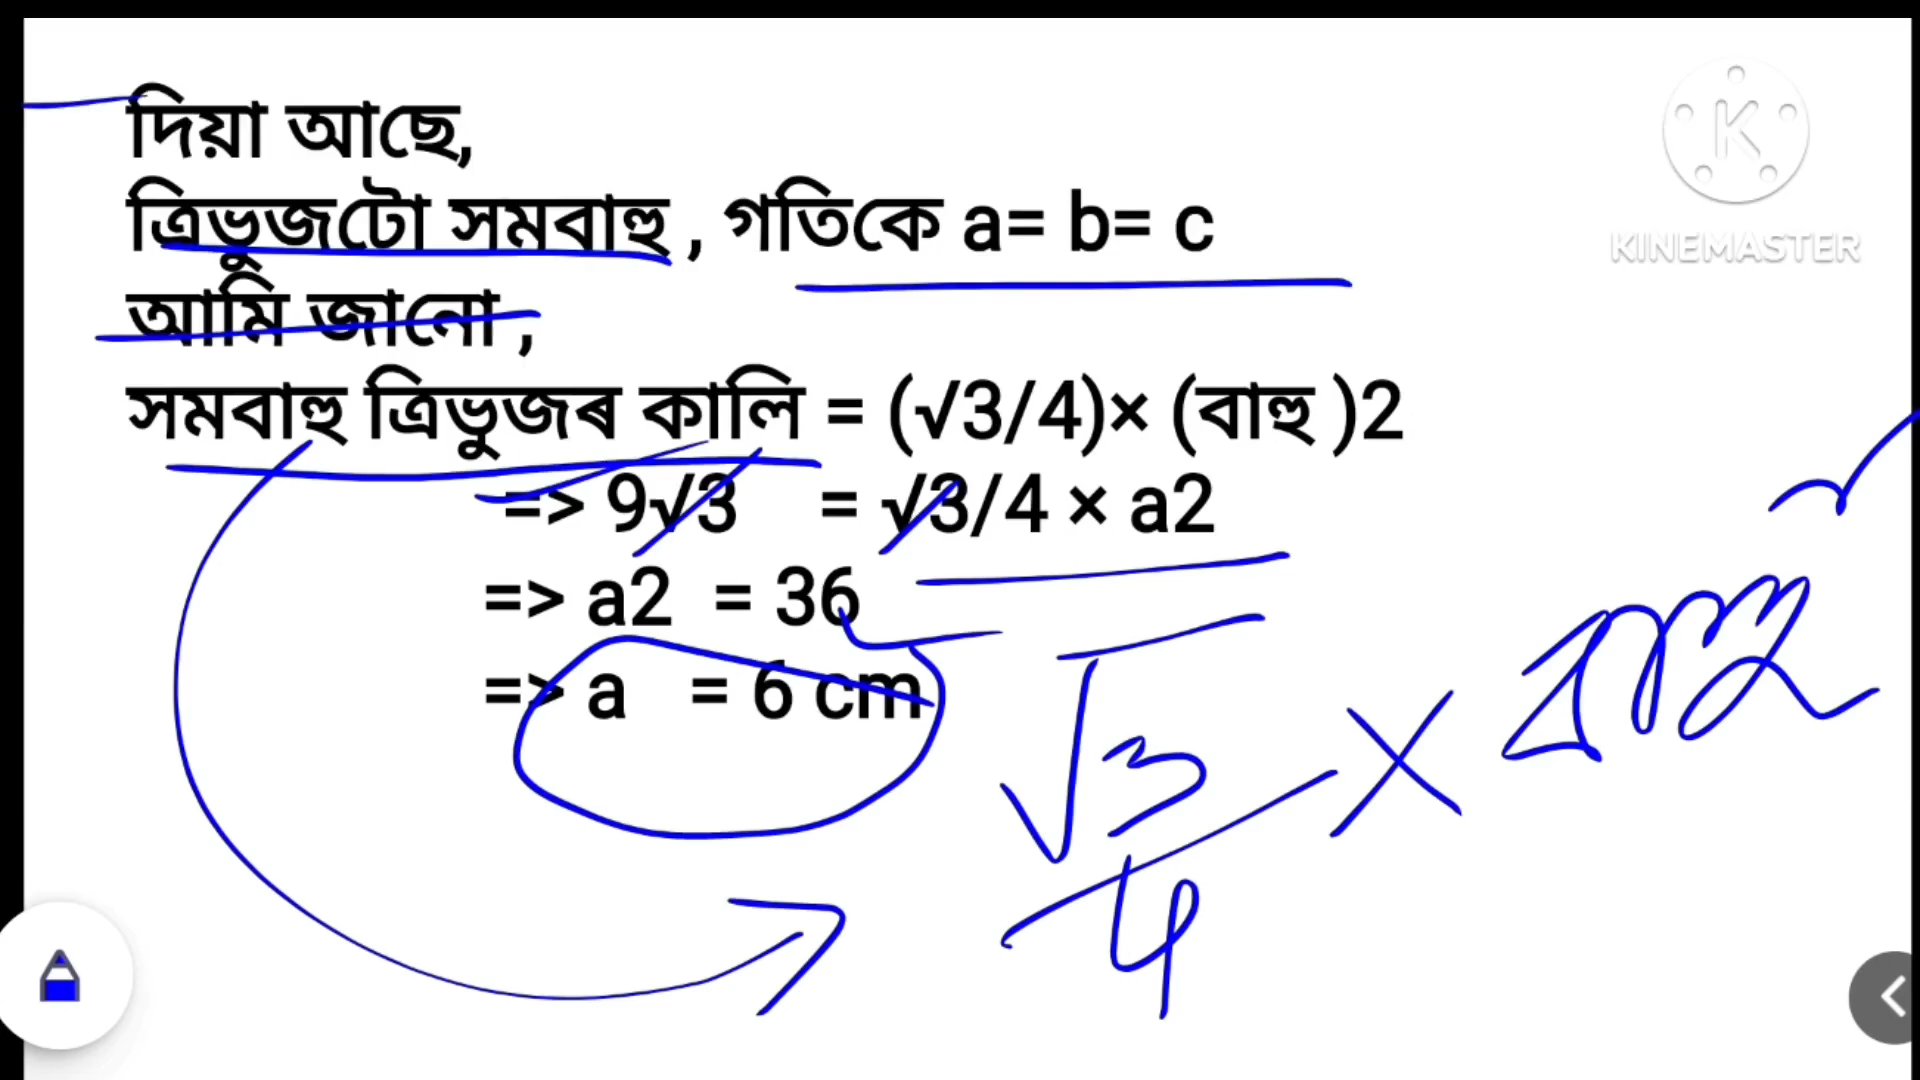 দিয়া আছে,
ত্ৰিভুজটো সমবাহু , গতিকে a= b= c
আমি জানো ,
সমবাহু ত্ৰিভুজৰ কালি = (√3/4)× (বাহু )2
=> 9√3 = √3/4 × a2
=> a2 = 36
=> a = 6 cm
√3/4 ×
K
KINEMASTER